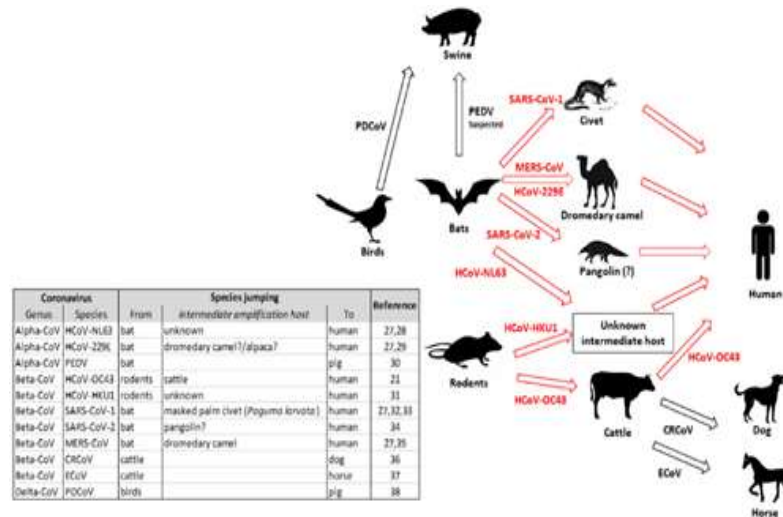 Swine
PDCoV
PEDV
Suspected
SARS-CoV-1
Civet
MERS-CoV
HCoV-229E
Dromedary camel
Birds
Bats
SARS-CoV-2
Pangolin (?)
HCoV-NL63
Human
HCoV-HKU1
Unknown
intermediate host
Rodents
HCoV-OC43
HCoV-OC43
Cattle
CRCoV
Dog
ECoV
Horse
Coronavirus Species jumping Reference
Genus Species From intermediate amplification host To
Alpha-CoV HCoV-NL63 bat unknown human 27,28
Alpha-CoV HCoV-229E bat dromedary camel?/alpaca? human 27,29
Alpha-CoV PEDV bat pig 30
Beta-CoV HCoV-OC43 rodents cattle human 21
Beta-CoV HCoV-HKU1 rodents unknown human 31
Beta-CoV SARS-CoV-1 bat masked palm civet (Paguma larvata) human 27,32,33
Beta-CoV SARS-CoV-2 bat pangolin? human 34
Beta-CoV MERS-CoV bat dromedary camel human 27,35
Beta-CoV CRCoV cattle dog 36
Beta-CoV ECoV cattle horse 37
Delta-CoV PDCoV birds pig 38